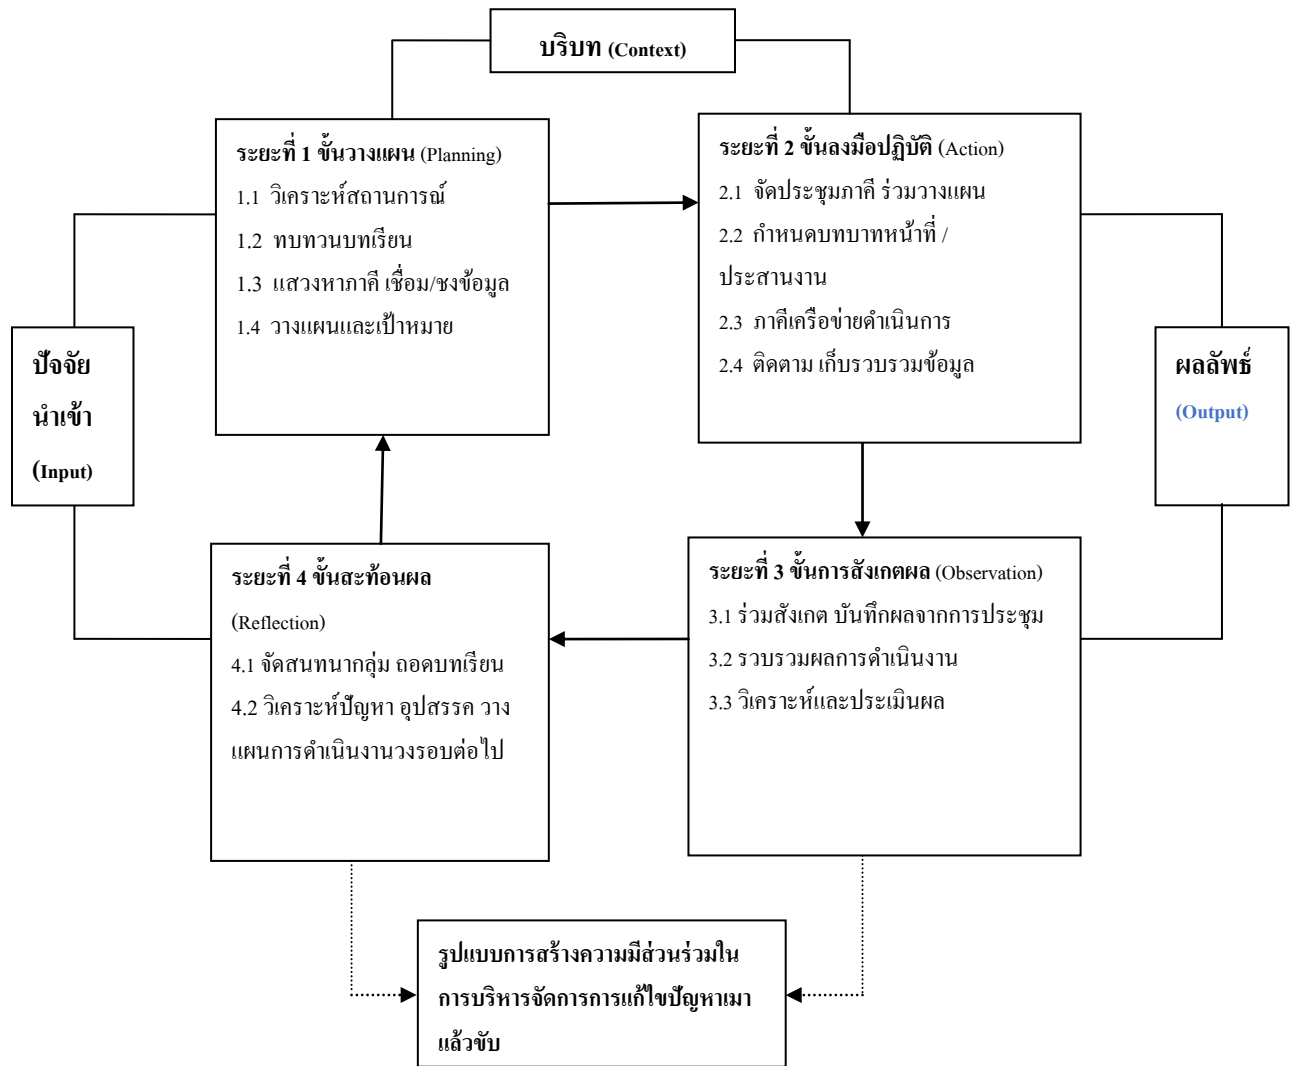 บริบท (Context)
ระยะที่ 1 ขั้นวางแผน (Planning)
1.1 วิเคราะห์สถานการณ์
1.2 ทบทวนบทเรียน
1.3 แสวงหาภาคี เชื่อม/ชงข้อมูล
1.4 วางแผนและเป้าหมาย
ระยะที่ 2 ขั้นลงมือปฏิบัติ (Action)
2.1 จัดประชุมภาคี ร่วมวางแผน
2.2 กำหนดบทบาทหน้าที่ /
ประสานงาน
2.3 ภาคีเครือข่ายดำเนินการ
2.4 ติดตาม เก็บรวบรวมข้อมูล
ปัจจัย
นำเข้า
(Input)
ผลลัพธ์
(Output)
ระยะที่ 4 ขั้นสะท้อนผล
(Reflection)
4.1 จัดสนทนากลุ่ม ถอดบทเรียน
4.2 วิเคราะห์ปัญหา อุปสรรค วาง
แผนการดำเนินงานวงรอบต่อไป
ระยะที่ 3 ขั้นการสังเกตผล (Observation)
3.1 ร่วมสังเกต บันทึกผลจากการประชุม
3.2 รวบรวมผลการดำเนินงาน
3.3 วิเคราะห์และประเมินผล
รูปแบบการสร้างความมีส่วนร่วมใน
การบริหารจัดการการแก้ไขปัญหาเมา
แล้วขับ